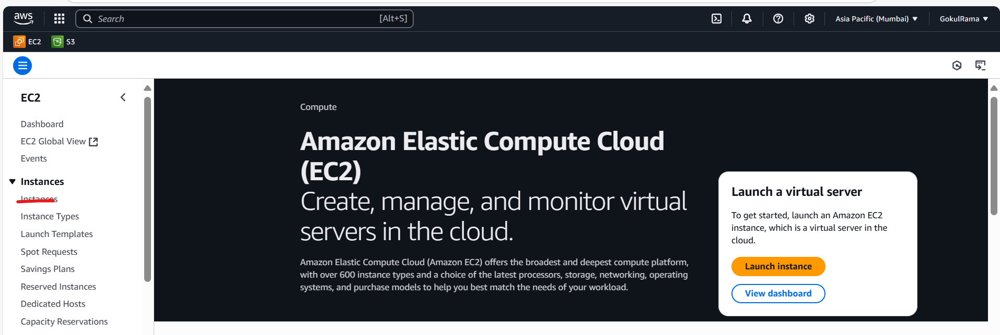 aws
Search [Alt+S]
Asia Pacific (Mumbai)
GokulRama
EC2
S3
EC2
Dashboard
EC2 Global View
Events
Instances
Instances
Instance Types
Launch Templates
Spot Requests
Savings Plans
Reserved Instances
Dedicated Hosts
Capacity Reservations
Compute
Amazon Elastic Compute Cloud
(EC2)
Create, manage, and monitor virtual
servers in the cloud.
Amazon Elastic Compute Cloud (Amazon EC2) offers the broadest and deepest compute platform,
with over 600 instance types and a choice of the latest processors, storage, networking, operating
systems, and purchase models to help you best match the needs of your workload.
Launch a virtual server
To get started, launch an Amazon EC2
instance, which is a virtual server in the
cloud.
Launch instance
View dashboard